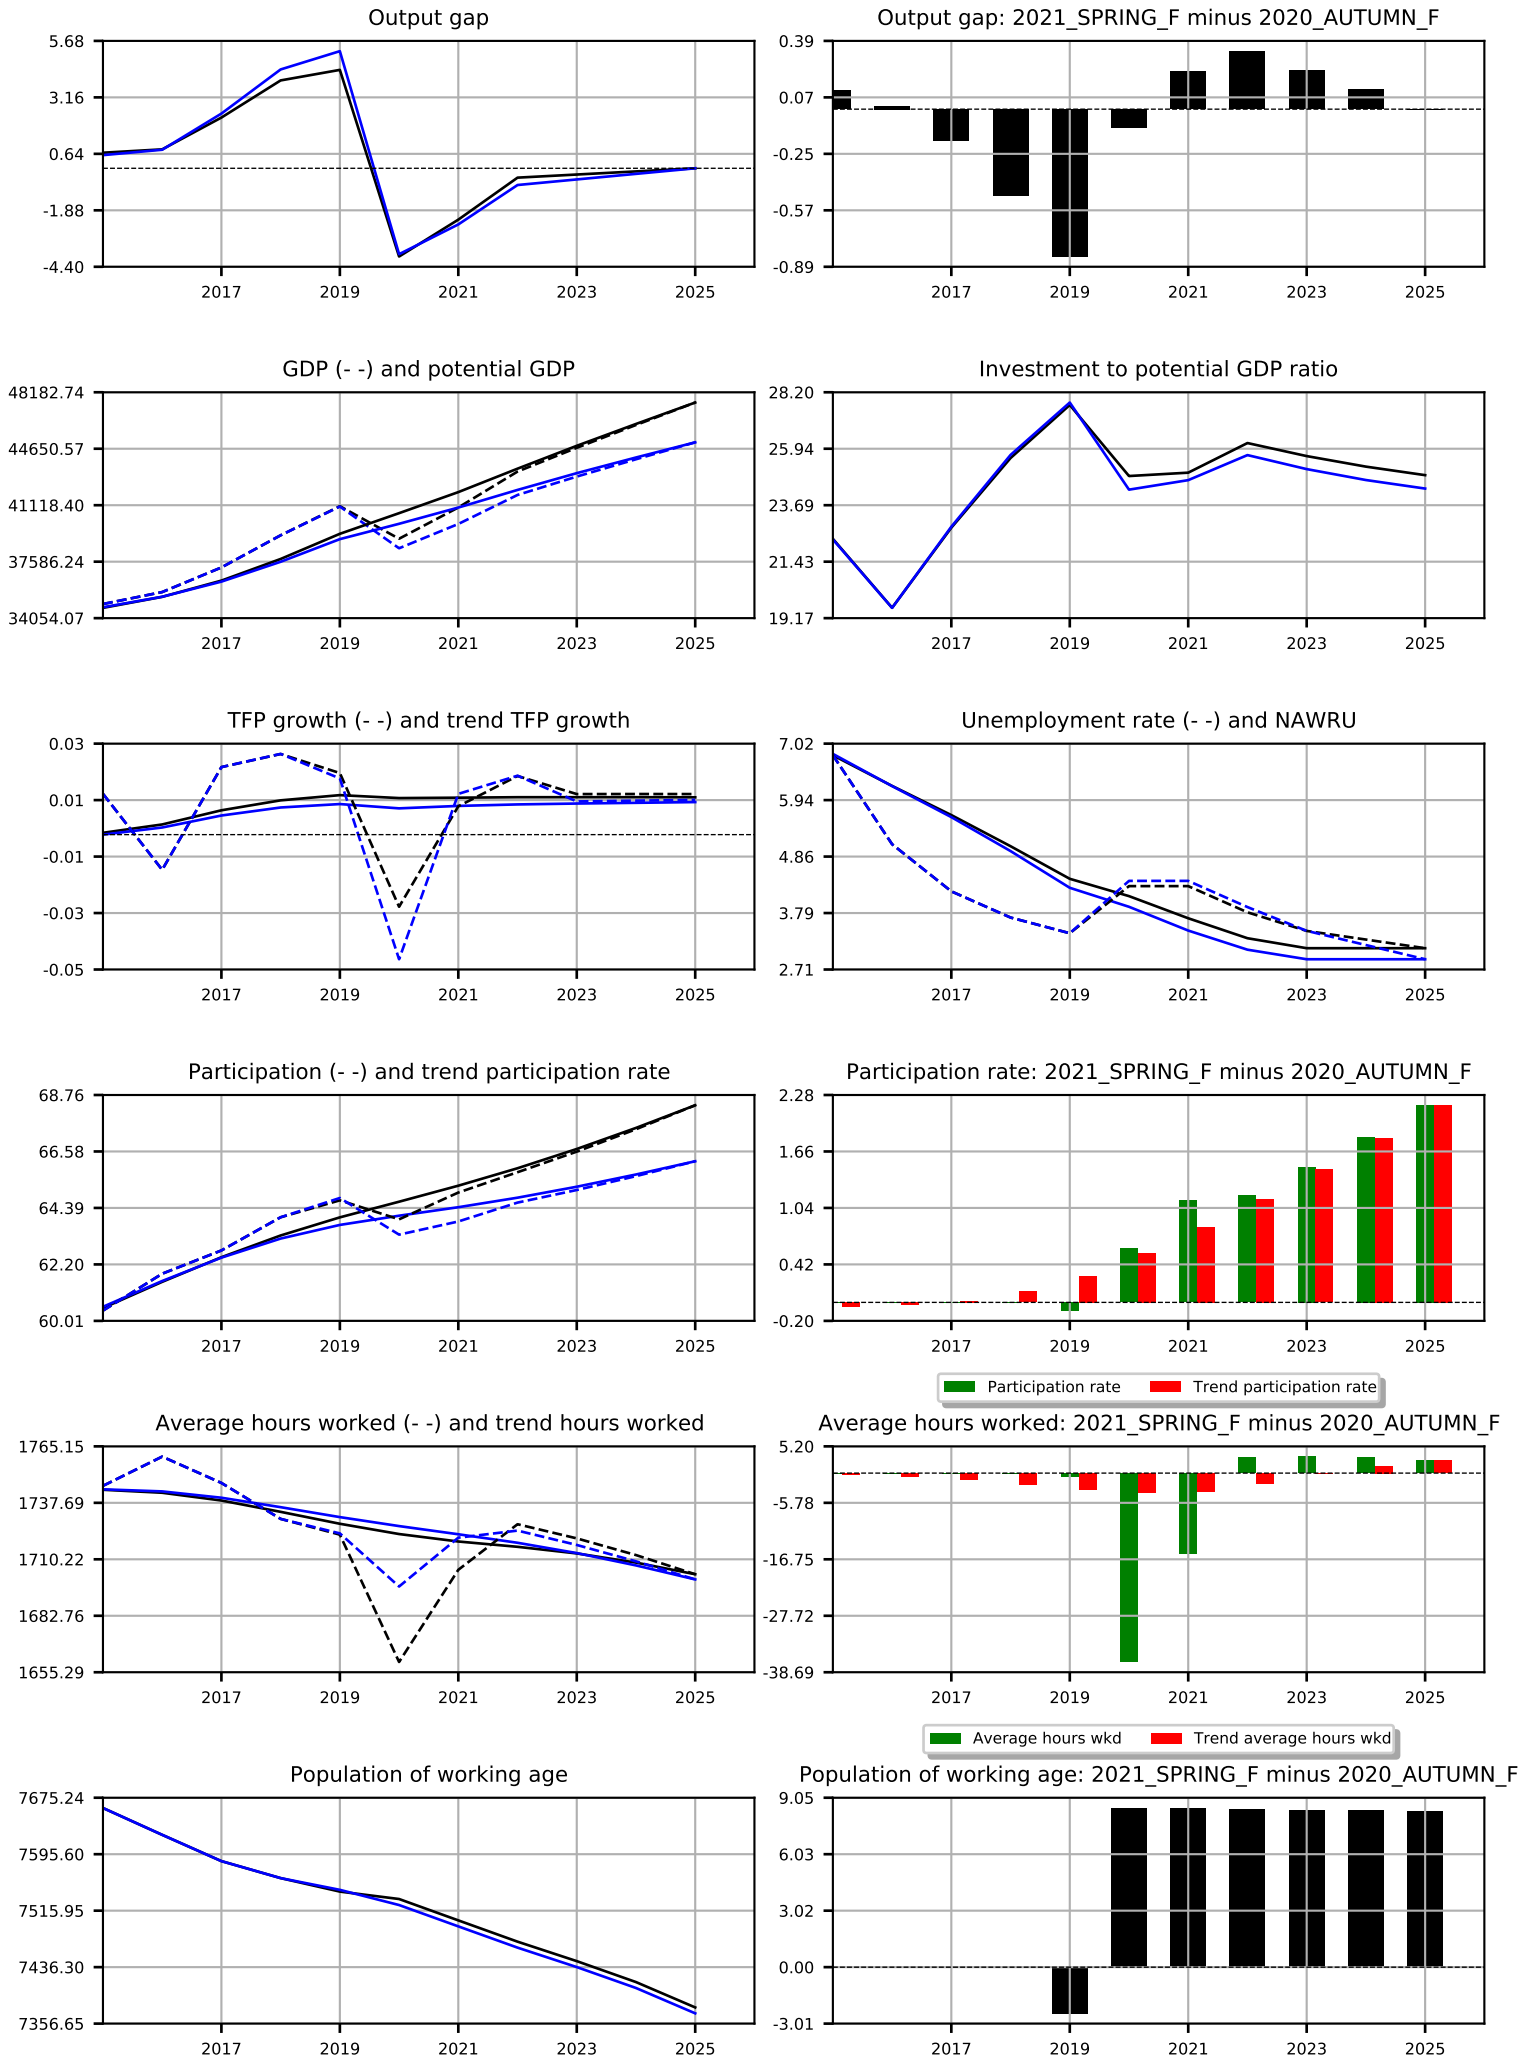 Output gap
5.68
3.16
0.64
-1.88
-4.40
2017 2019 2021 2023 2025
Output gap: 2021_SPRING_F minus 2020_AUTUMN_F
0.39
0.07
-0.25
-0.57
-0.89
2017 2019 2021 2023 2025
GDP (- -) and potential GDP
48182.74
44650.57
41118.40
37586.24
34054.07
2017 2019 2021 2023 2025
Investment to potential GDP ratio
28.20
25.94
23.69
21.43
19.17
2017 2019 2021 2023 2025
TFP growth (- -) and trend TFP growth
0.03
0.01
-0.01
-0.03
-0.05
2017 2019 2021 2023 2025
Unemployment rate (- -) and NAWRU
7.02
5.94
4.86
3.79
2.71
2017 2019 2021 2023 2025
Participation (- -) and trend participation rate
68.76
66.58
64.39
62.20
60.01
2017 2019 2021 2023 2025
Participation rate: 2021_SPRING_F minus 2020_AUTUMN_F
2.28
1.66
1.04
0.42
-0.20
2017 2019 2021 2023 2025
Participation rate Trend participation rate
Average hours worked (- -) and trend hours worked
1765.15
1737.69
1710.22
1682.76
1655.29
2017 2019 2021 2023 2025
Average hours worked: 2021_SPRING_F minus 2020_AUTUMN_F
5.20
-5.78
-16.75
-27.72
-38.69
2017 2019 2021 2023 2025
Average hours wkd Trend average hours wkd
Population of working age
7675.24
7595.60
7515.95
7436.30
7356.65
2017 2019 2021 2023 2025
Population of working age: 2021_SPRING_F minus 2020_AUTUMN_F
9.05
6.03
3.02
0.00
-3.01
2017 2019 2021 2023 2025